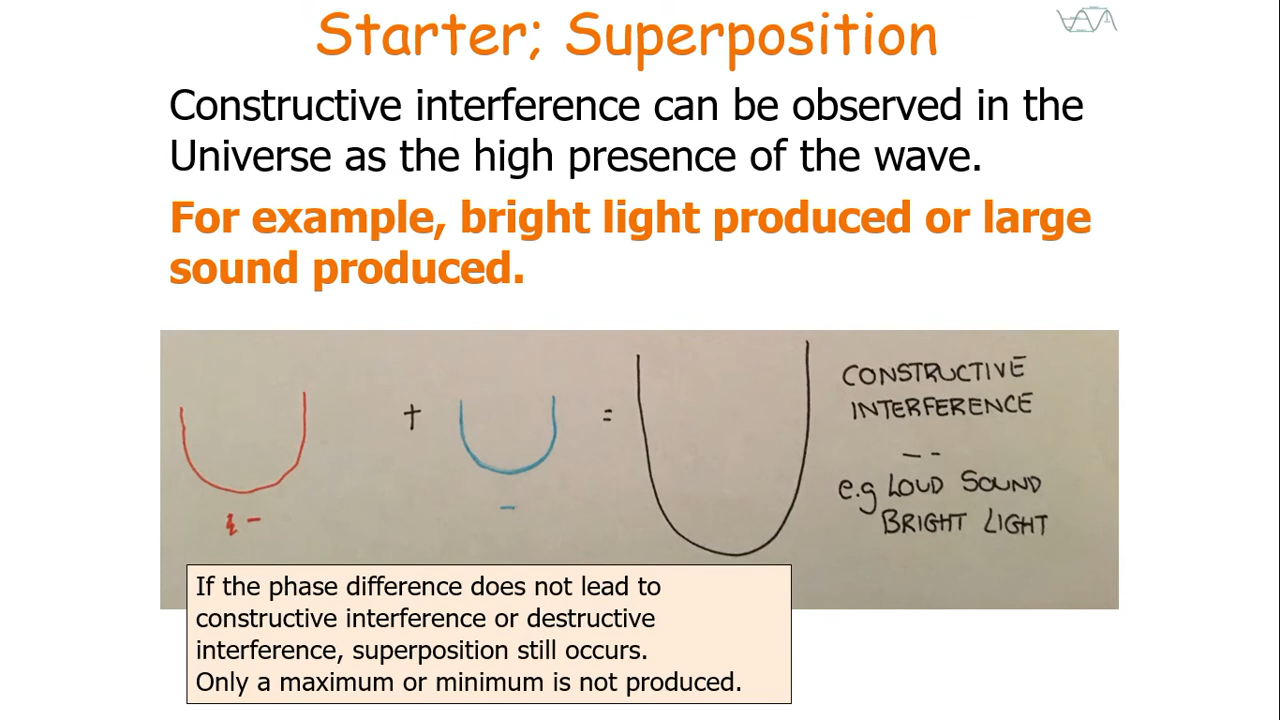 Starter; Superposition
Constructive interference can be observed in the
Universe as the high presence of the wave.
For example, bright light produced or large
sound produced.
+ =
CONSTRUCTIVE
INTERFERENCE
e.g LOUD SOUND
BRIGHT LIGHT
If the phase difference does not lead to
constructive interference or destructive
interference, superposition still occurs.
Only a maximum or minimum is not produced.